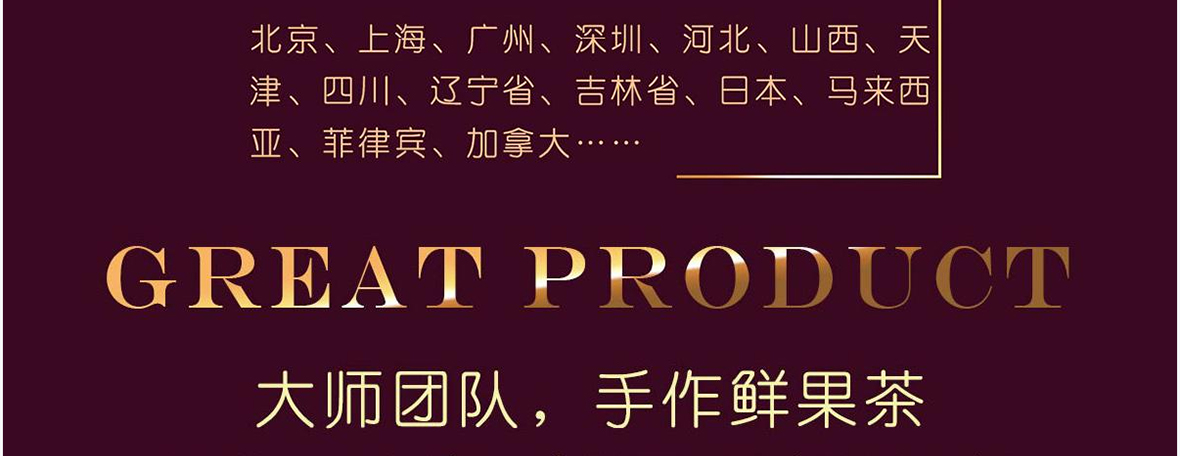 北京、上海、广州、深圳、河北、山西、天
津、四川、辽宁省、吉林省、日本、马来西
亚、菲律宾、加拿大……
GREAT PRODUCT
大师团队，手作鲜果茶